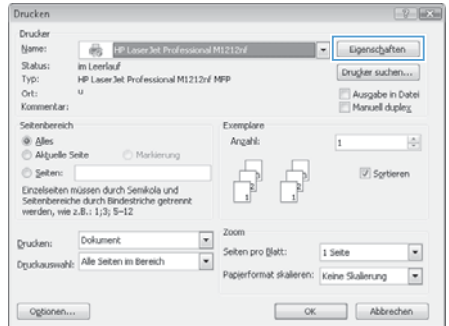 Drucken
Drucker
Name: HP LaserJet Professional M1212nf Eigenschaften
Status: im Leerlauf
Typ: HP LaserJet Professional M1212nf MFP Drucker suchen...
Ort: U
Ausgabe in Datei
Kommentar: Manuell duplex
Seitenbereich
Alles
Aktuelle Seite Markierung
Seiten:
Einzelseiten müssen durch Semikola und
Seitenbereiche durch Bindestriche getrennt
werden, wie z.B.: 1;3; 5–12
Exemplare
Anzahl: 1
Sortieren
Drucken: Dokument
Druckauswahl: Alle Seiten im Bereich
Zoom
Seiten pro Blatt: 1 Seite
Papierformat skalieren: Keine Skalierung
Optionen... OK Abbrechen